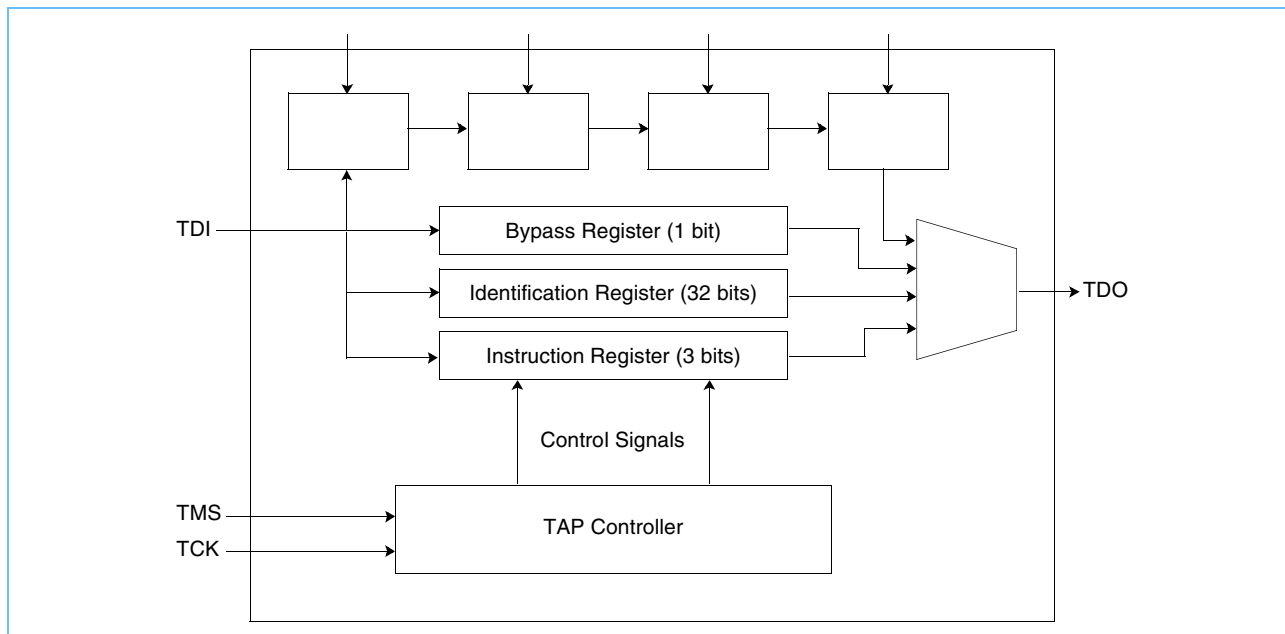 TDI
Bypass Register (1 bit)
Identification Register (32 bits)
TDO
Instruction Register (3 bits)
Control Signals
TMS
TAP Controller
TCK